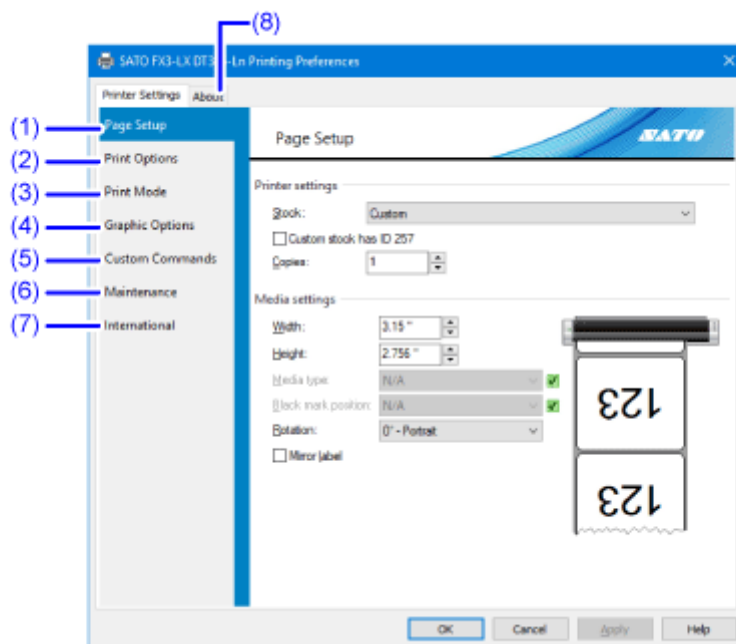 (8)
SATO FX3-LX DT3 -Ln Printing Preferences
Printer Settings About
(1) Page Setup
(2) Print Options
(3) Print Mode
(4) Graphic Options
(5) Custom Commands
(6) Maintenance
(7) International
Page Setup SATO
Printer settings
Stock: Custom
Custom stock has ID 257
Copies: 1
Media settings
Width: 3.15 "
Height: 2.756 "
Media type: N/A
Black mark position: N/A
Rotation: 0° - Portrait
Mirror label
123
123
OK Cancel Apply Help